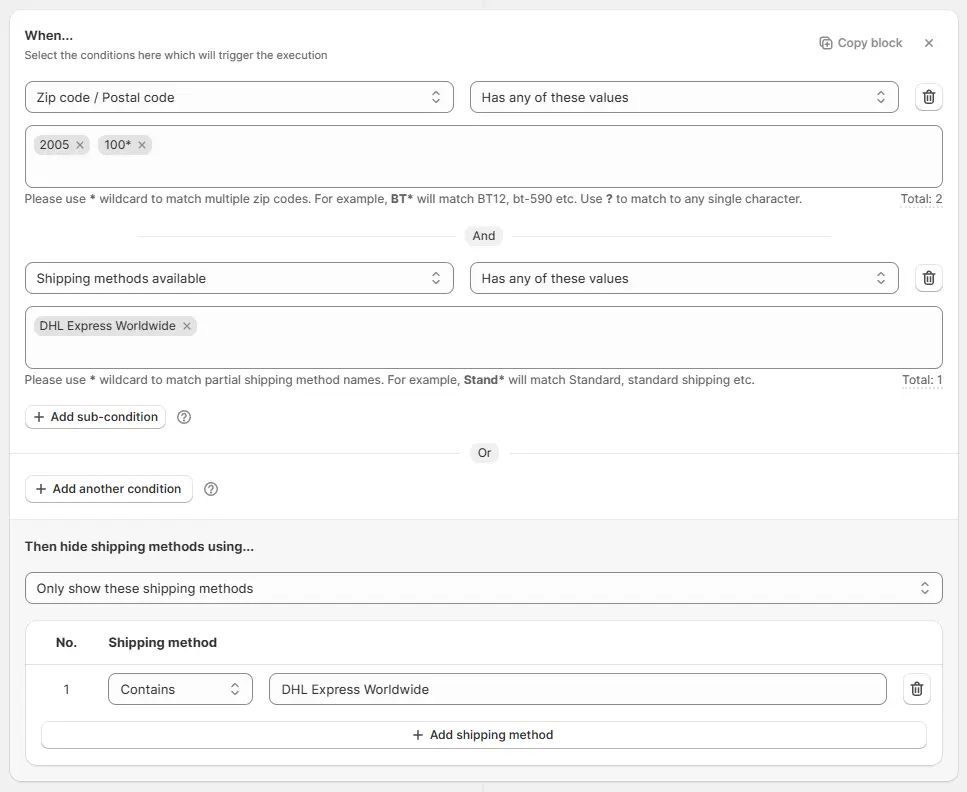 When...
Select the conditions here which will trigger the execution
Copy block
Zip code / Postal code
Has any of these values
2005 100*
Please use * wildcard to match multiple zip codes. For example, BT* will match BT12, bt-590 etc. Use ? to match to any single character.
Total: 2
And
Shipping methods available
Has any of these values
DHL Express Worldwide
Please use * wildcard to match partial shipping method names. For example, Stand* will match Standard, standard shipping etc.
Total: 1
+ Add sub-condition
Or
+ Add another condition
Then hide shipping methods using...
Only show these shipping methods
No. Shipping method
1 Contains DHL Express Worldwide
+ Add shipping method